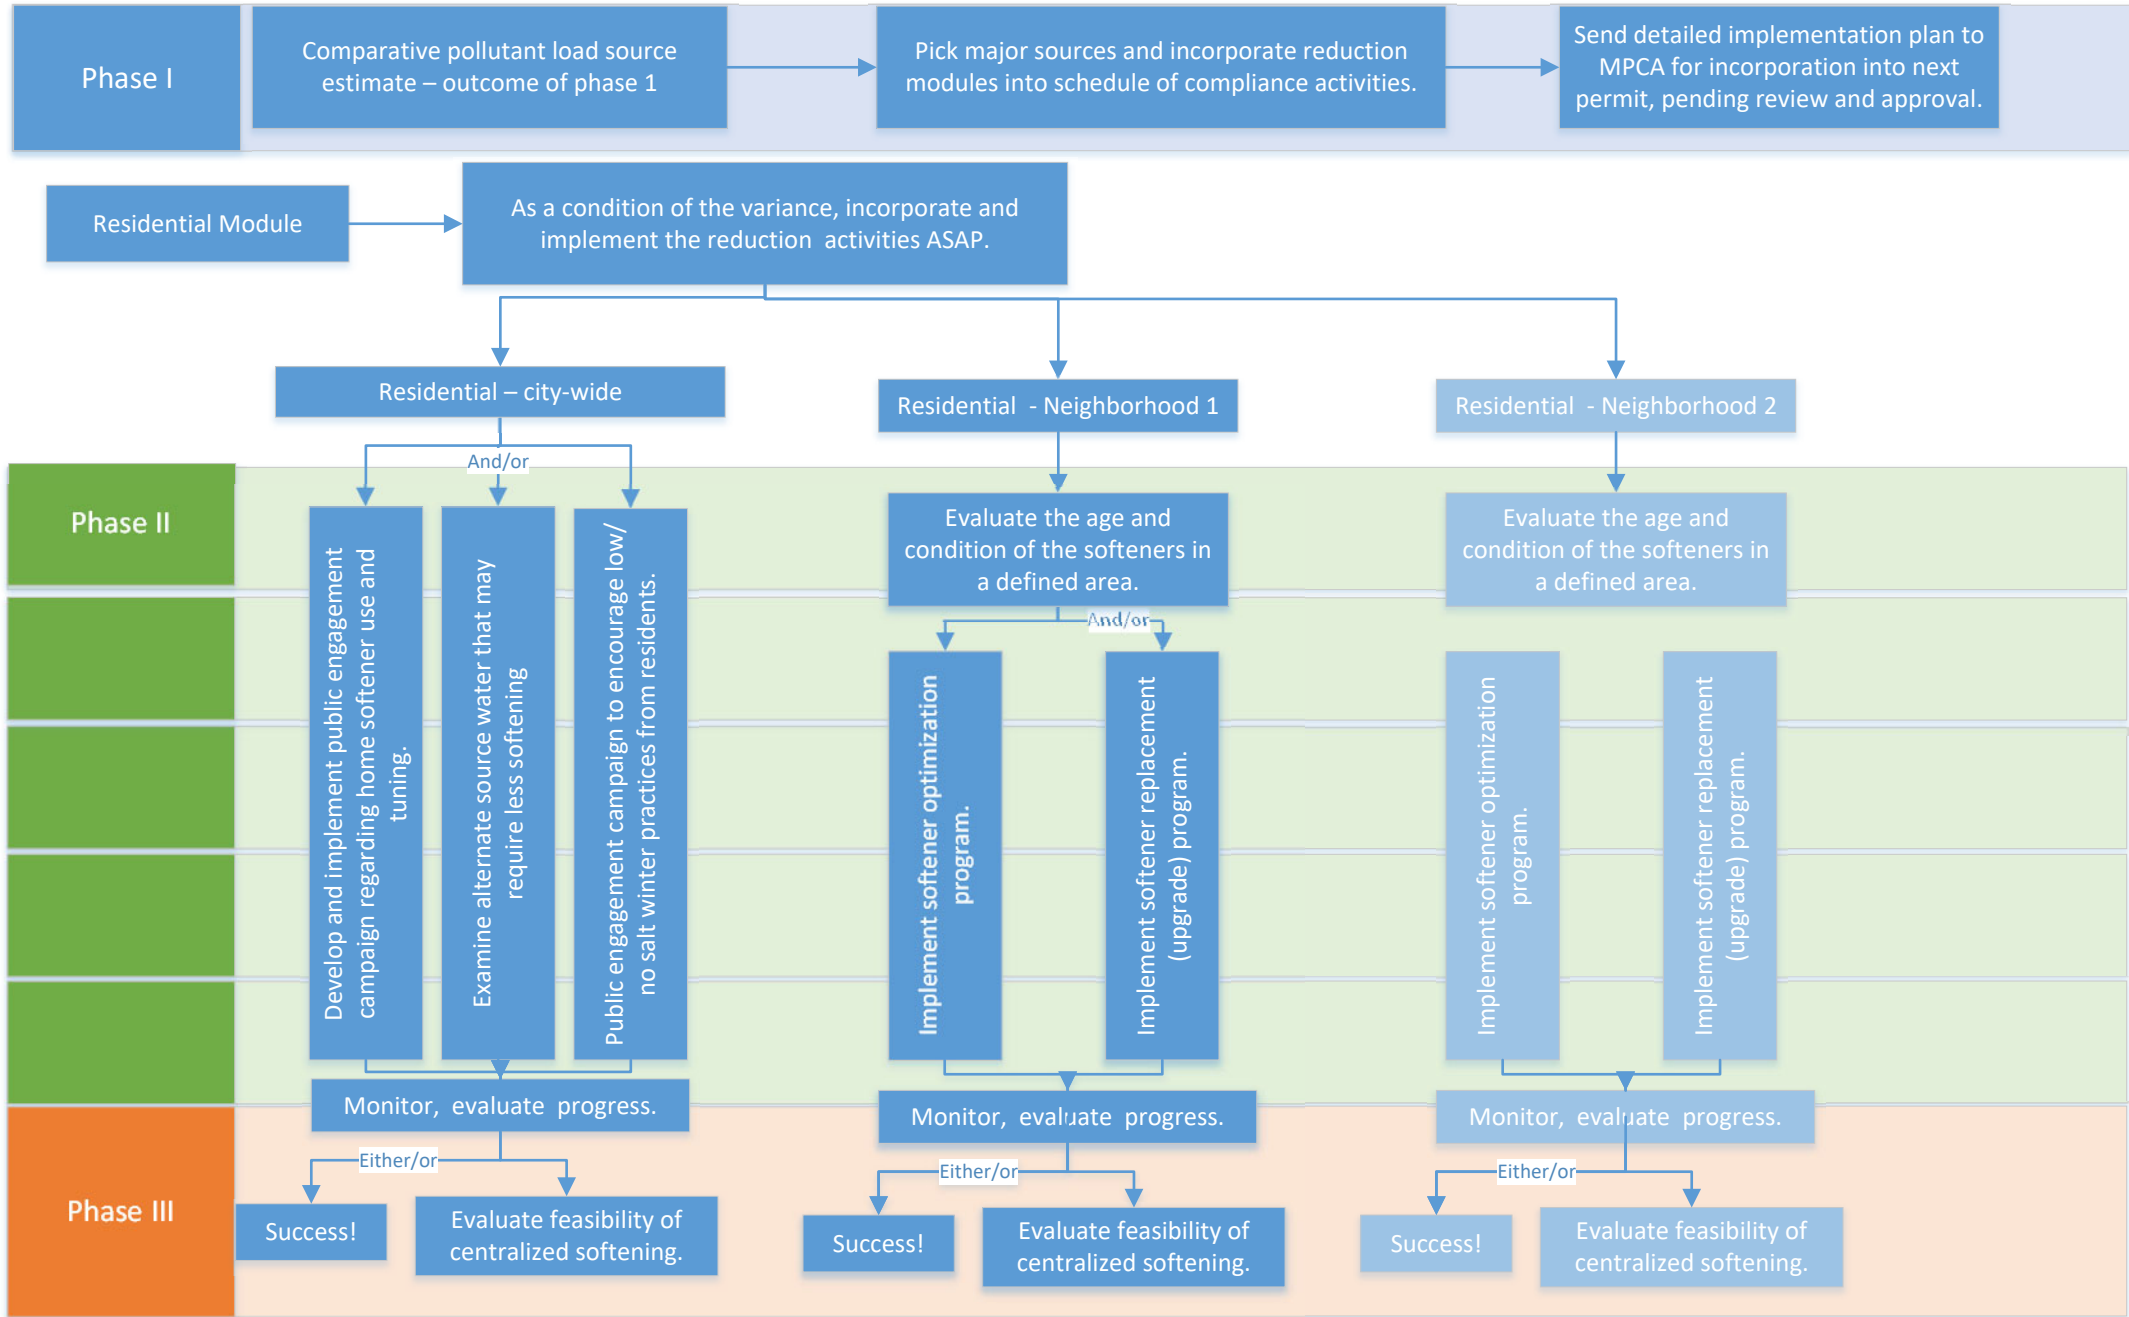 Phase I
Comparative pollutant load source
estimate – outcome of phase 1
Pick major sources and incorporate reduction
modules into schedule of compliance activities.
Send detailed implementation plan to
MPCA for incorporation into next
permit, pending review and approval.
Residential Module
As a condition of the variance, incorporate and
implement the reduction activities ASAP.
Residential – city-wide
Residential - Neighborhood 1
Residential - Neighborhood 2
And/or
Phase II
Develop and implement public engagement
campaign regarding home softener use and
tuning.
Examine alternate source water that may
require less softening
Public engagement campaign to encourage low/
no salt winter practices from residents.
Evaluate the age and
condition of the softeners in
a defined area.
Evaluate the age and
condition of the softeners in
a defined area.
And/or
Implement softener optimization
program.
Implement softener replacement
(upgrade) program.
Implement softener optimization
program.
Implement softener replacement
(upgrade) program.
Monitor, evaluate progress.
Monitor, evaluate progress.
Monitor, evaluate progress.
Phase III
Either/or
Either/or
Either/or
Success!
Evaluate feasibility of
centralized softening.
Success!
Evaluate feasibility of
centralized softening.
Success!
Evaluate feasibility of
centralized softening.